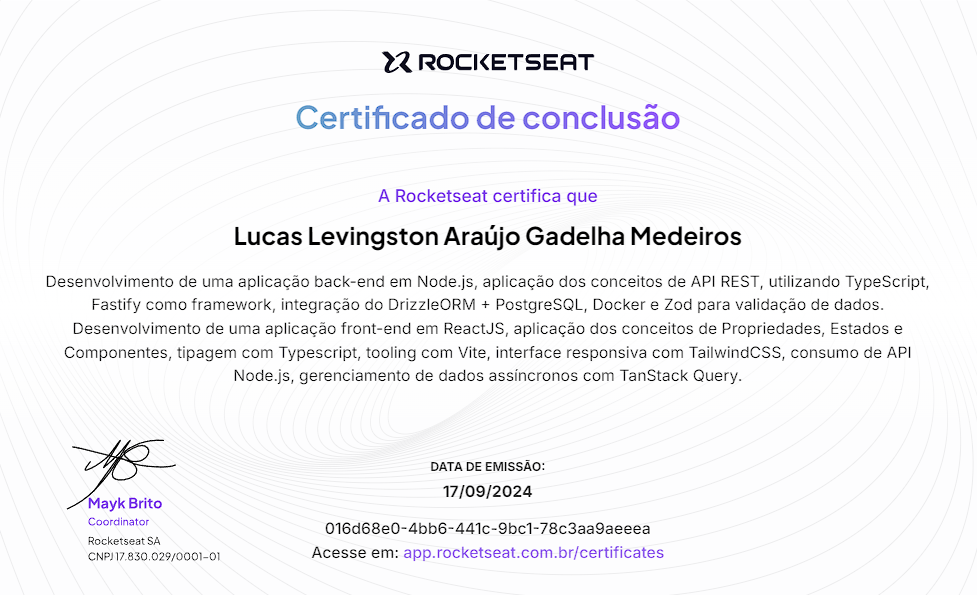 ROCKETSEAT
Certificado de conclusão
A Rocketseat certifica que
Lucas Levingston Araújo Gadelha Medeiros
Desenvolvimento de uma aplicação back-end em Node.js, aplicação dos conceitos de API REST, utilizando TypeScript,
Fastify como framework, integração do DrizzleORM + PostgreSQL, Docker e Zod para validação de dados.
Desenvolvimento de uma aplicação front-end em ReactJS, aplicação dos conceitos de Propriedades, Estados e
Componentes, tipagem com Typescript, tooling com Vite, interface responsiva com TailwindCSS, consumo de API
Node.js, gerenciamento de dados assíncronos com TanStack Query.
Mayk Brito
Coordinator
Rocketseat SA
CNPJ 17.830.029/0001-01
DATA DE EMISSÃO:
17/09/2024
016d68e0-4bb6-441c-9bc1-78c3aa9aeeea
Acesse em: app.rocketseat.com.br/certificates